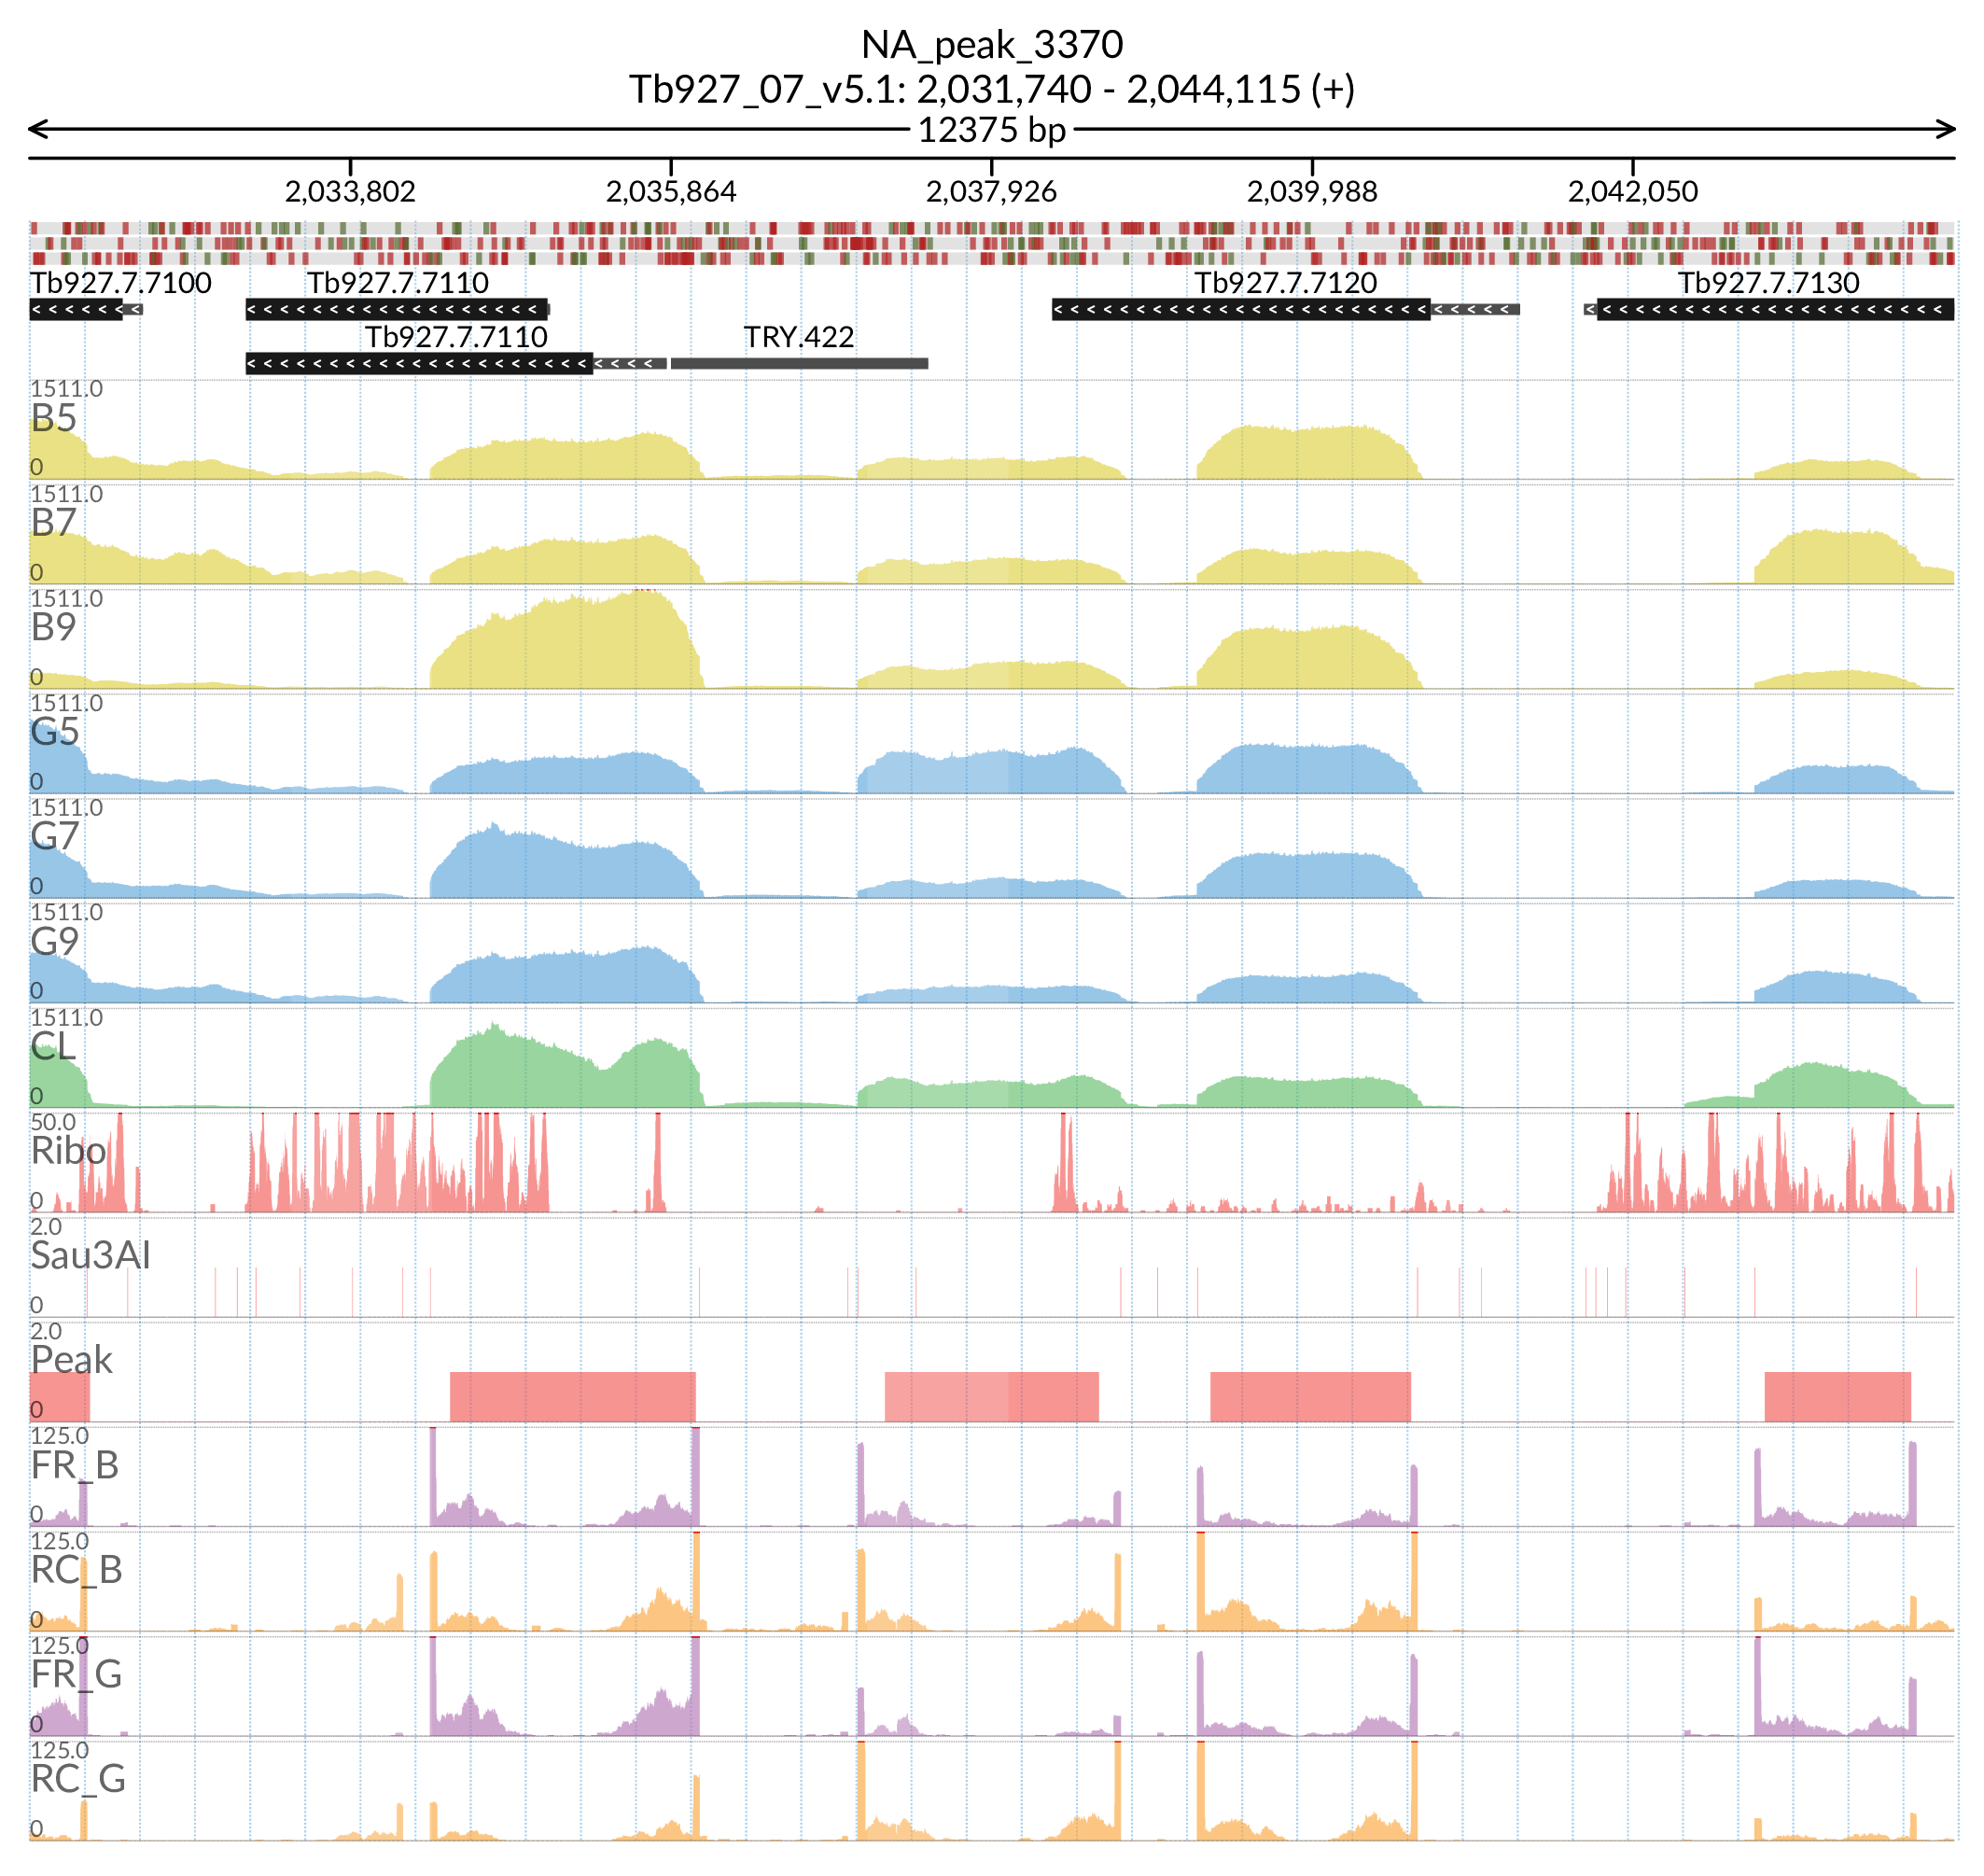 NA_peak_3370
Tb927_07_v5.1: 2,031,740 - 2,044,115 (+)
12375 bp
2,033,802 2,035,864 2,037,926 2,039,988 2,042,050
Tb927.7.7100 Tb927.7.7110 Tb927.7.7120 Tb927.7.7130
Tb927.7.7110 TRY.422
1511.0
B5
0
1511.0
B7
0
1511.0
B9
0
1511.0
G5
0
1511.0
G7
0
1511.0
G9
0
1511.0
CL
0
50.0
Ribo
0
2.0
Sau3AI
0
2.0
Peak
0
125.0
FR_B
0
125.0
RC_B
0
125.0
FR_G
0
125.0
RC_G
0